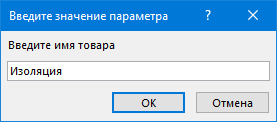 Введите значение параметра ? ×
Введите имя товара
Изоляция
ОК Отмена